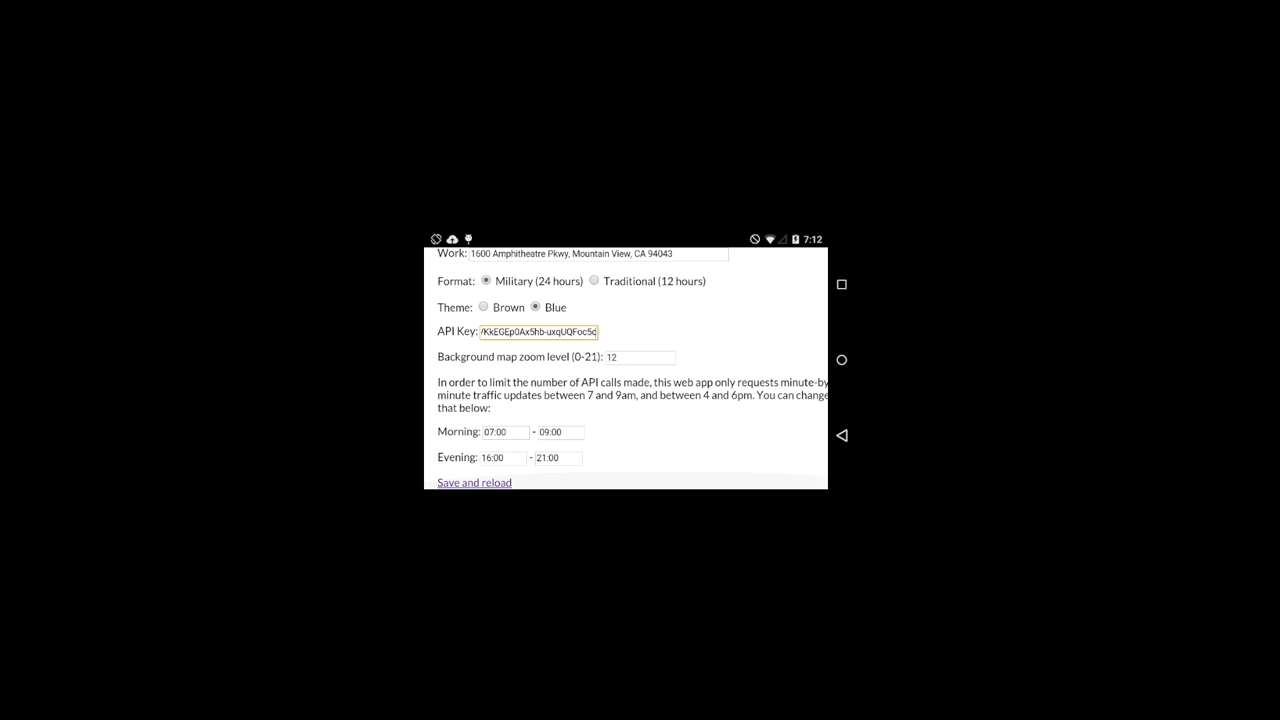 7:12
Work: 1600 Amphitheatre Pkwy, Mountain View, CA 94043
Format: Military (24 hours) Traditional (12 hours)
Theme: Brown Blue
API Key:
Background map zoom level (0-21): 12
In order to limit the number of API calls made, this web app only requests minute-by
minute traffic updates between 7 and 9am, and between 4 and 6pm. You can change
that below:
Morning: 07:00 - 09:00
Evening: 16:00 - 21:00
Save and reload